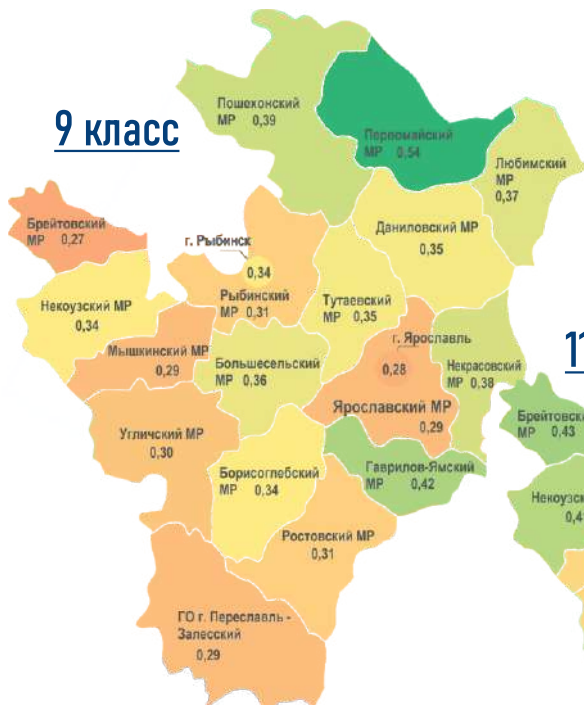 9 класс
Пошехонский
МР 0,39
Первомайский
МР 0,54
Любимский
МР
0,37
Брейтовский
МР 0,27
г. Рыбинск
0,34
Рыбинский
МР 0,31
Даниловский МР
0,35
Некоузский МР
0,34
Тутаевский
МР 0,35
Мышкинский МР
0,29
Большесельский
МР 0,36
г. Ярославль
0,28
Некрасовский
МР 0,38
Ярославский МР
0,29
Угличский МР
0,30
Борисоглебский
МР 0,34
Гаврилов-Ямский
МР 0,42
Ростовский МР
0,31
ГО г. Переславль -
Залесский
0,29
11
Брейтовск
МР 0,43
Некоузск
0,4